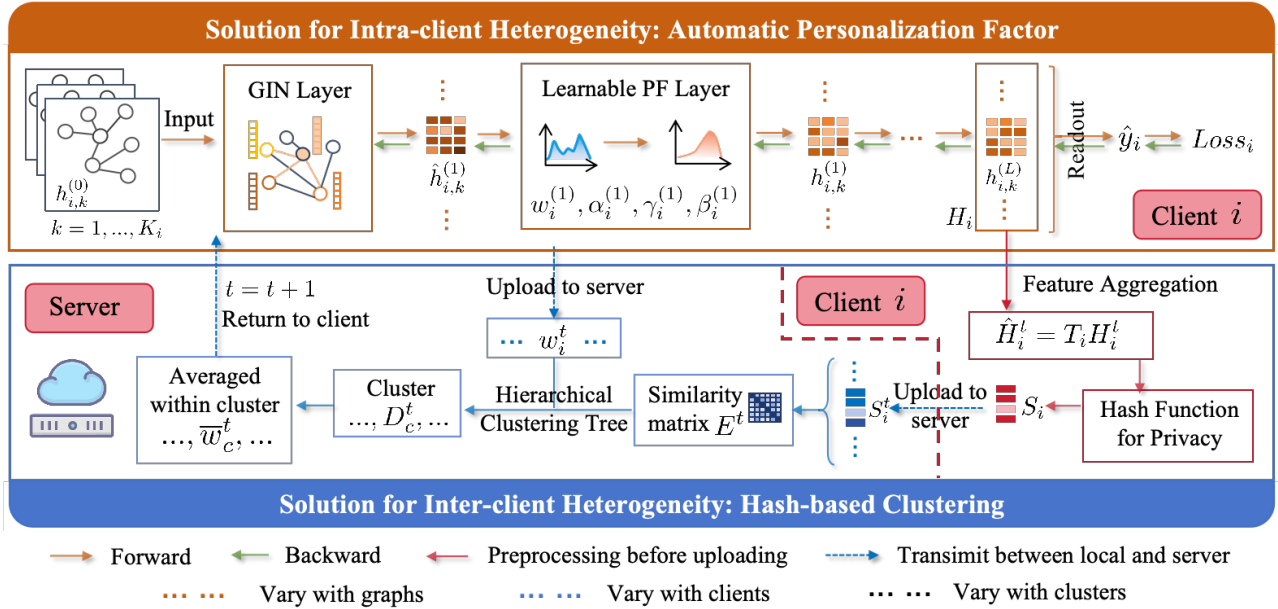 Solution for Intra-client Heterogeneity: Automatic Personalization Factor
Input
GIN Layer
Learnable PF Layer
h_{i,k}^{(0)}
k = 1, ..., K_i
ĥ_{i,k}^{(1)}
w_i^{(1)}, α_i^{(1)}, γ_i^{(1)}, β_i^{(1)}
h_{i,k}^{(1)}
...
h_{i,k}^{(L)}
H_i
Readout
ŷ_i
Loss_i
Client i
Server
t = t + 1
Return to client
Upload to server
... w_i^t ...
Client i
Feature Aggregation
Ĥ_i^l = T_i H_i^l
Averaged
within cluster
..., w̅_c^t, ...
Cluster
..., D_c^t, ...
Hierarchical
Clustering Tree
Similarity
matrix E^t
S_i^t
Upload to
server
S_i
Hash Function
for Privacy
Solution for Inter-client Heterogeneity: Hash-based Clustering
Forward
Backward
Preprocessing before uploading
Transimit between local and server
... ... Vary with graphs
... ... Vary with clients
... ... Vary with clusters